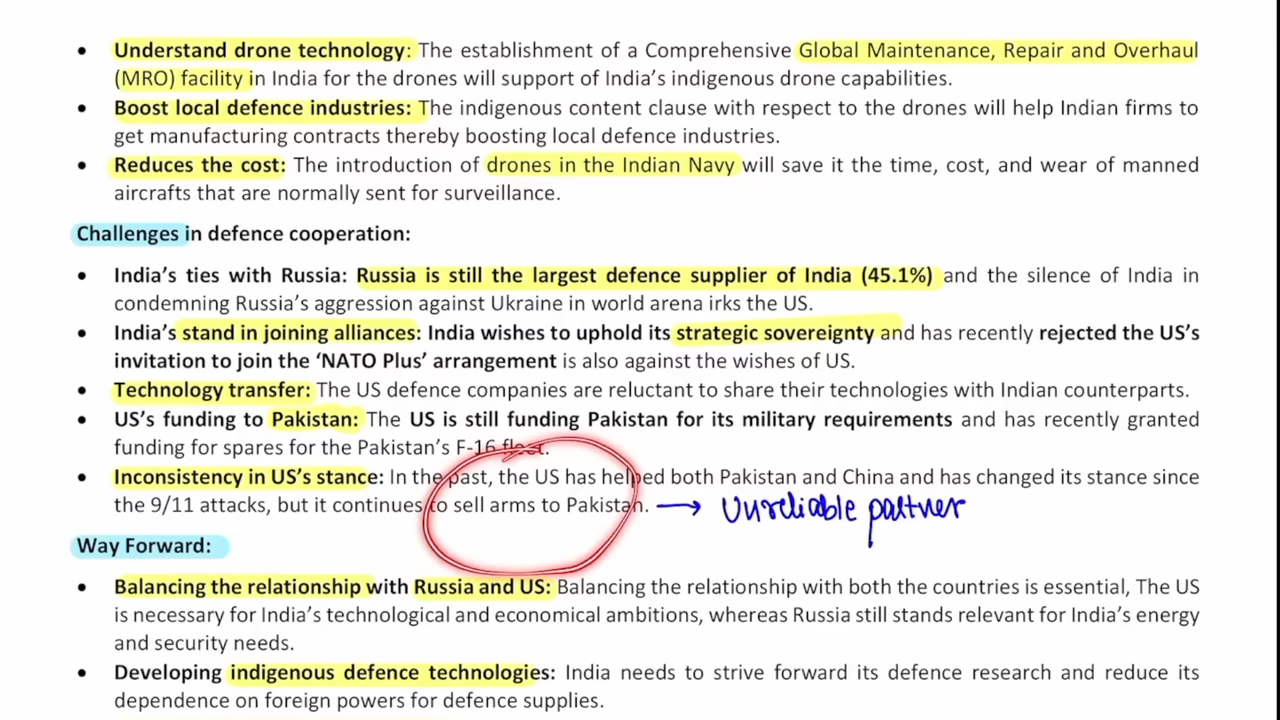 • Understand drone technology: The establishment of a Comprehensive Global Maintenance, Repair and Overhaul
(MRO) facility in India for the drones will support of India's indigenous drone capabilities.
• Boost local defence industries: The indigenous content clause with respect to the drones will help Indian firms to
get manufacturing contracts thereby boosting local defence industries.
• Reduces the cost: The introduction of drones in the Indian Navy will save it the time, cost, and wear of manned
aircrafts that are normally sent for surveillance.
Challenges in defence cooperation:
• India's ties with Russia: Russia is still the largest defence supplier of India (45.1%) and the silence of India in
condemning Russia's aggression against Ukraine in world arena irks the US.
• India's stand in joining alliances: India wishes to uphold its strategic sovereignty and has recently rejected the US's
invitation to join the 'NATO Plus' arrangement is also against the wishes of US.
• Technology transfer: The US defence companies are reluctant to share their technologies with Indian counterparts.
• US's funding to Pakistan: The US is still funding Pakistan for its military requirements and has recently granted
funding for spares for the Pakistan's F-16 fleet.
• Inconsistency in US's stance: In the past, the US has helped both Pakistan and China and has changed its stance since
the 9/11 attacks, but it continues to sell arms to Pakistan. → Unreliable partner
Way Forward:
• Balancing the relationship with Russia and US: Balancing the relationship with both the countries is essential, The US
is necessary for India's technological and economical ambitions, whereas Russia still stands relevant for India's energy
and security needs.
• Developing indigenous defence technologies: India needs to strive forward its defence research and reduce its
dependence on foreign powers for defence supplies.